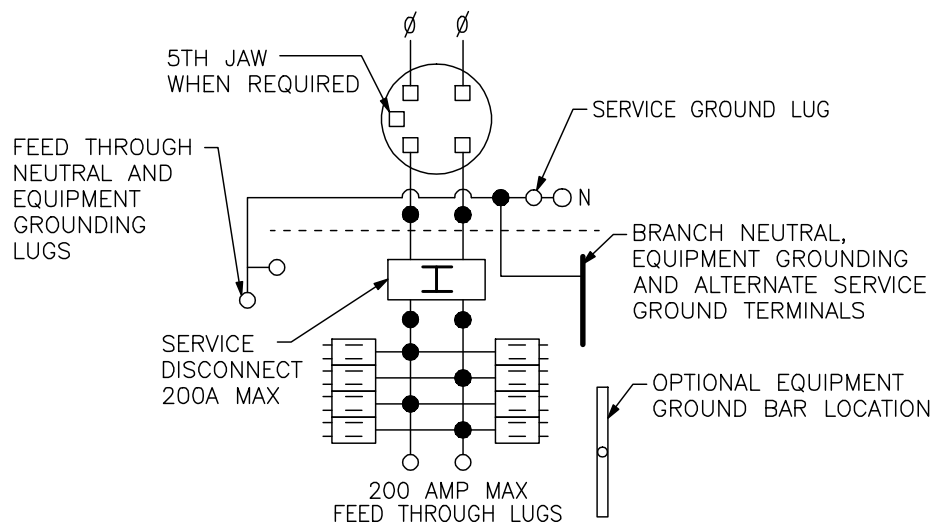 Ø Ø
5TH JAW
WHEN REQUIRED
SERVICE GROUND LUG
FEED THROUGH
NEUTRAL AND
EQUIPMENT
GROUNDING
LUGS
N
BRANCH NEUTRAL,
EQUIPMENT GROUNDING
AND ALTERNATE SERVICE
GROUND TERMINALS
SERVICE
DISCONNECT
200A MAX
OPTIONAL EQUIPMENT
GROUND BAR LOCATION
200 AMP MAX
FEED THROUGH LUGS